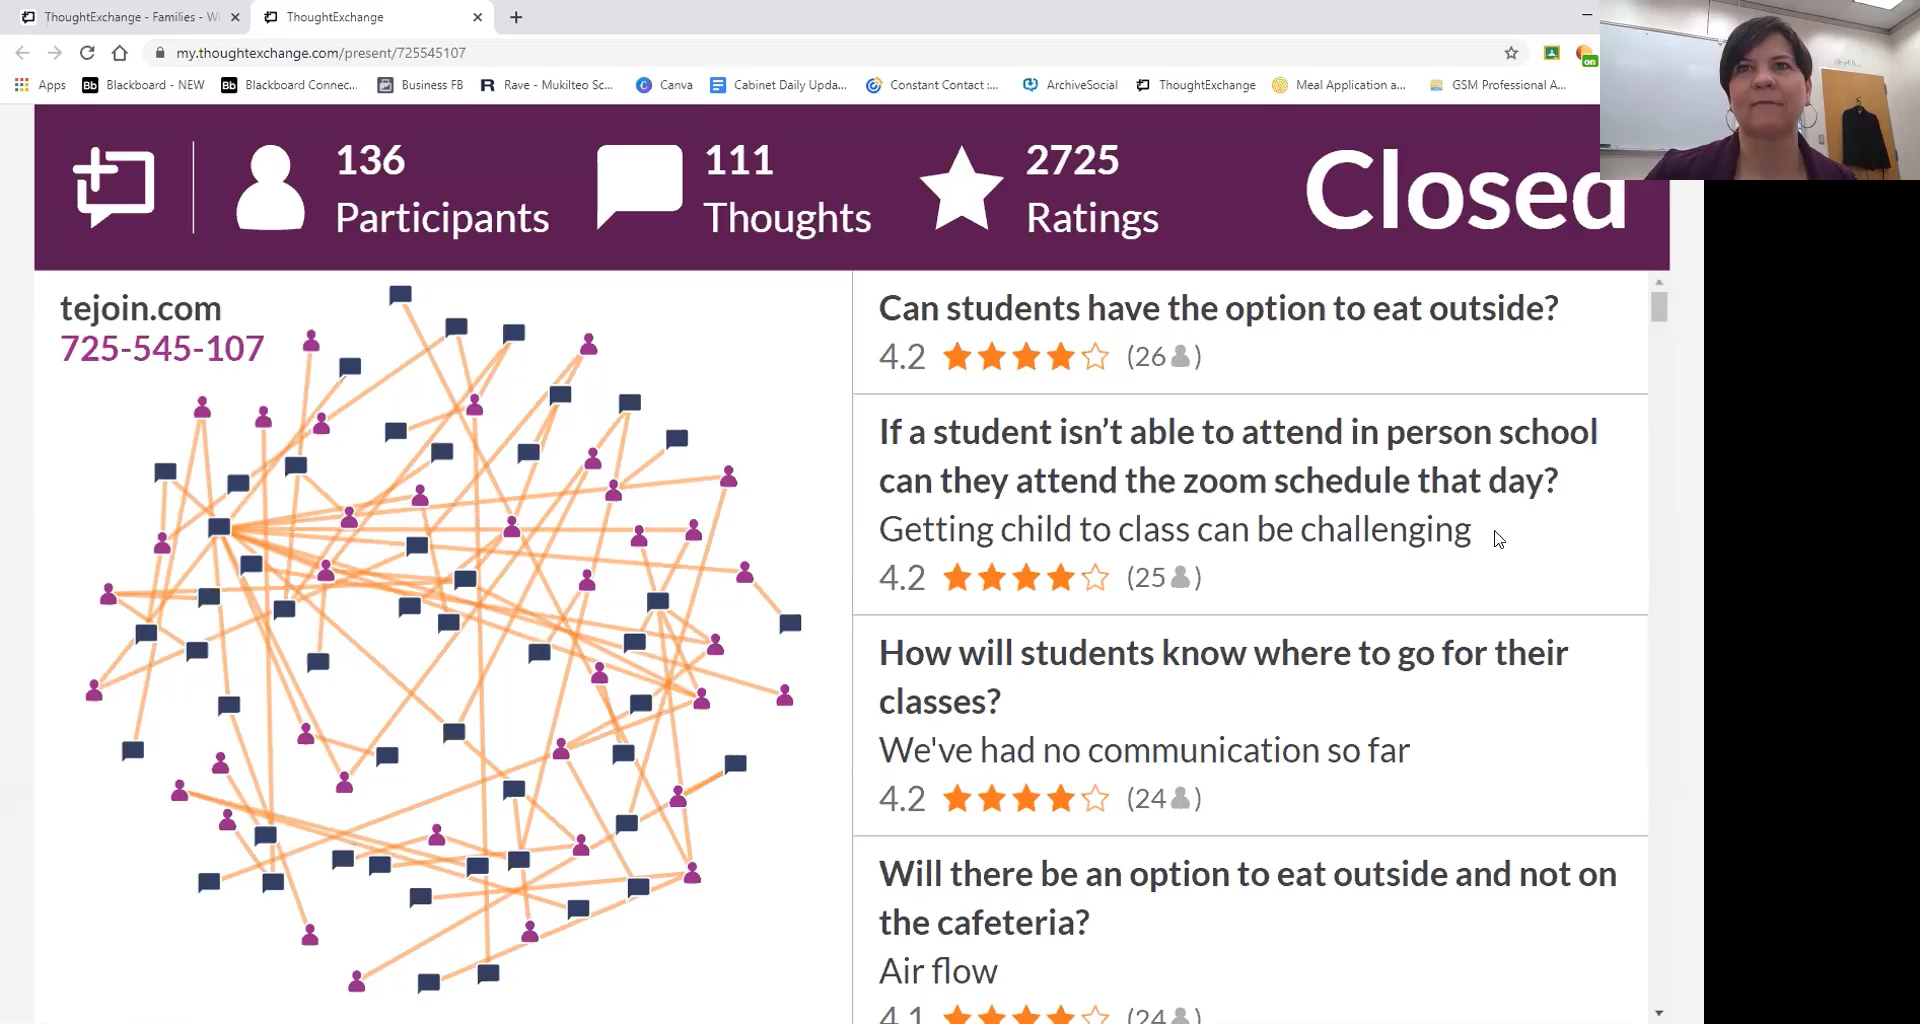 ThoughtExchange - Families - W
ThoughtExchange
my.thoughtexchange.com/present/725545107
Apps
Bb Blackboard - NEW
Bb Blackboard Connec...
Business FB
R Rave - Mukilteo Sc...
C Canva
Cabinet Daily Upda...
Constant Contact :...
ArchiveSocial
ThoughtExchange
Meal Application a...
GSM Professional A...
on
136
Participants
111
Thoughts
2725
Ratings
Closed
tejoin.com
725-545-107
Can students have the option to eat outside?
4.2 (26)
If a student isn’t able to attend in person school
can they attend the zoom schedule that day?
Getting child to class can be challenging
4.2 (25)
How will students know where to go for their
classes?
We've had no communication so far
4.2 (24)
Will there be an option to eat outside and not on
the cafeteria?
Air flow
4.1 (24)